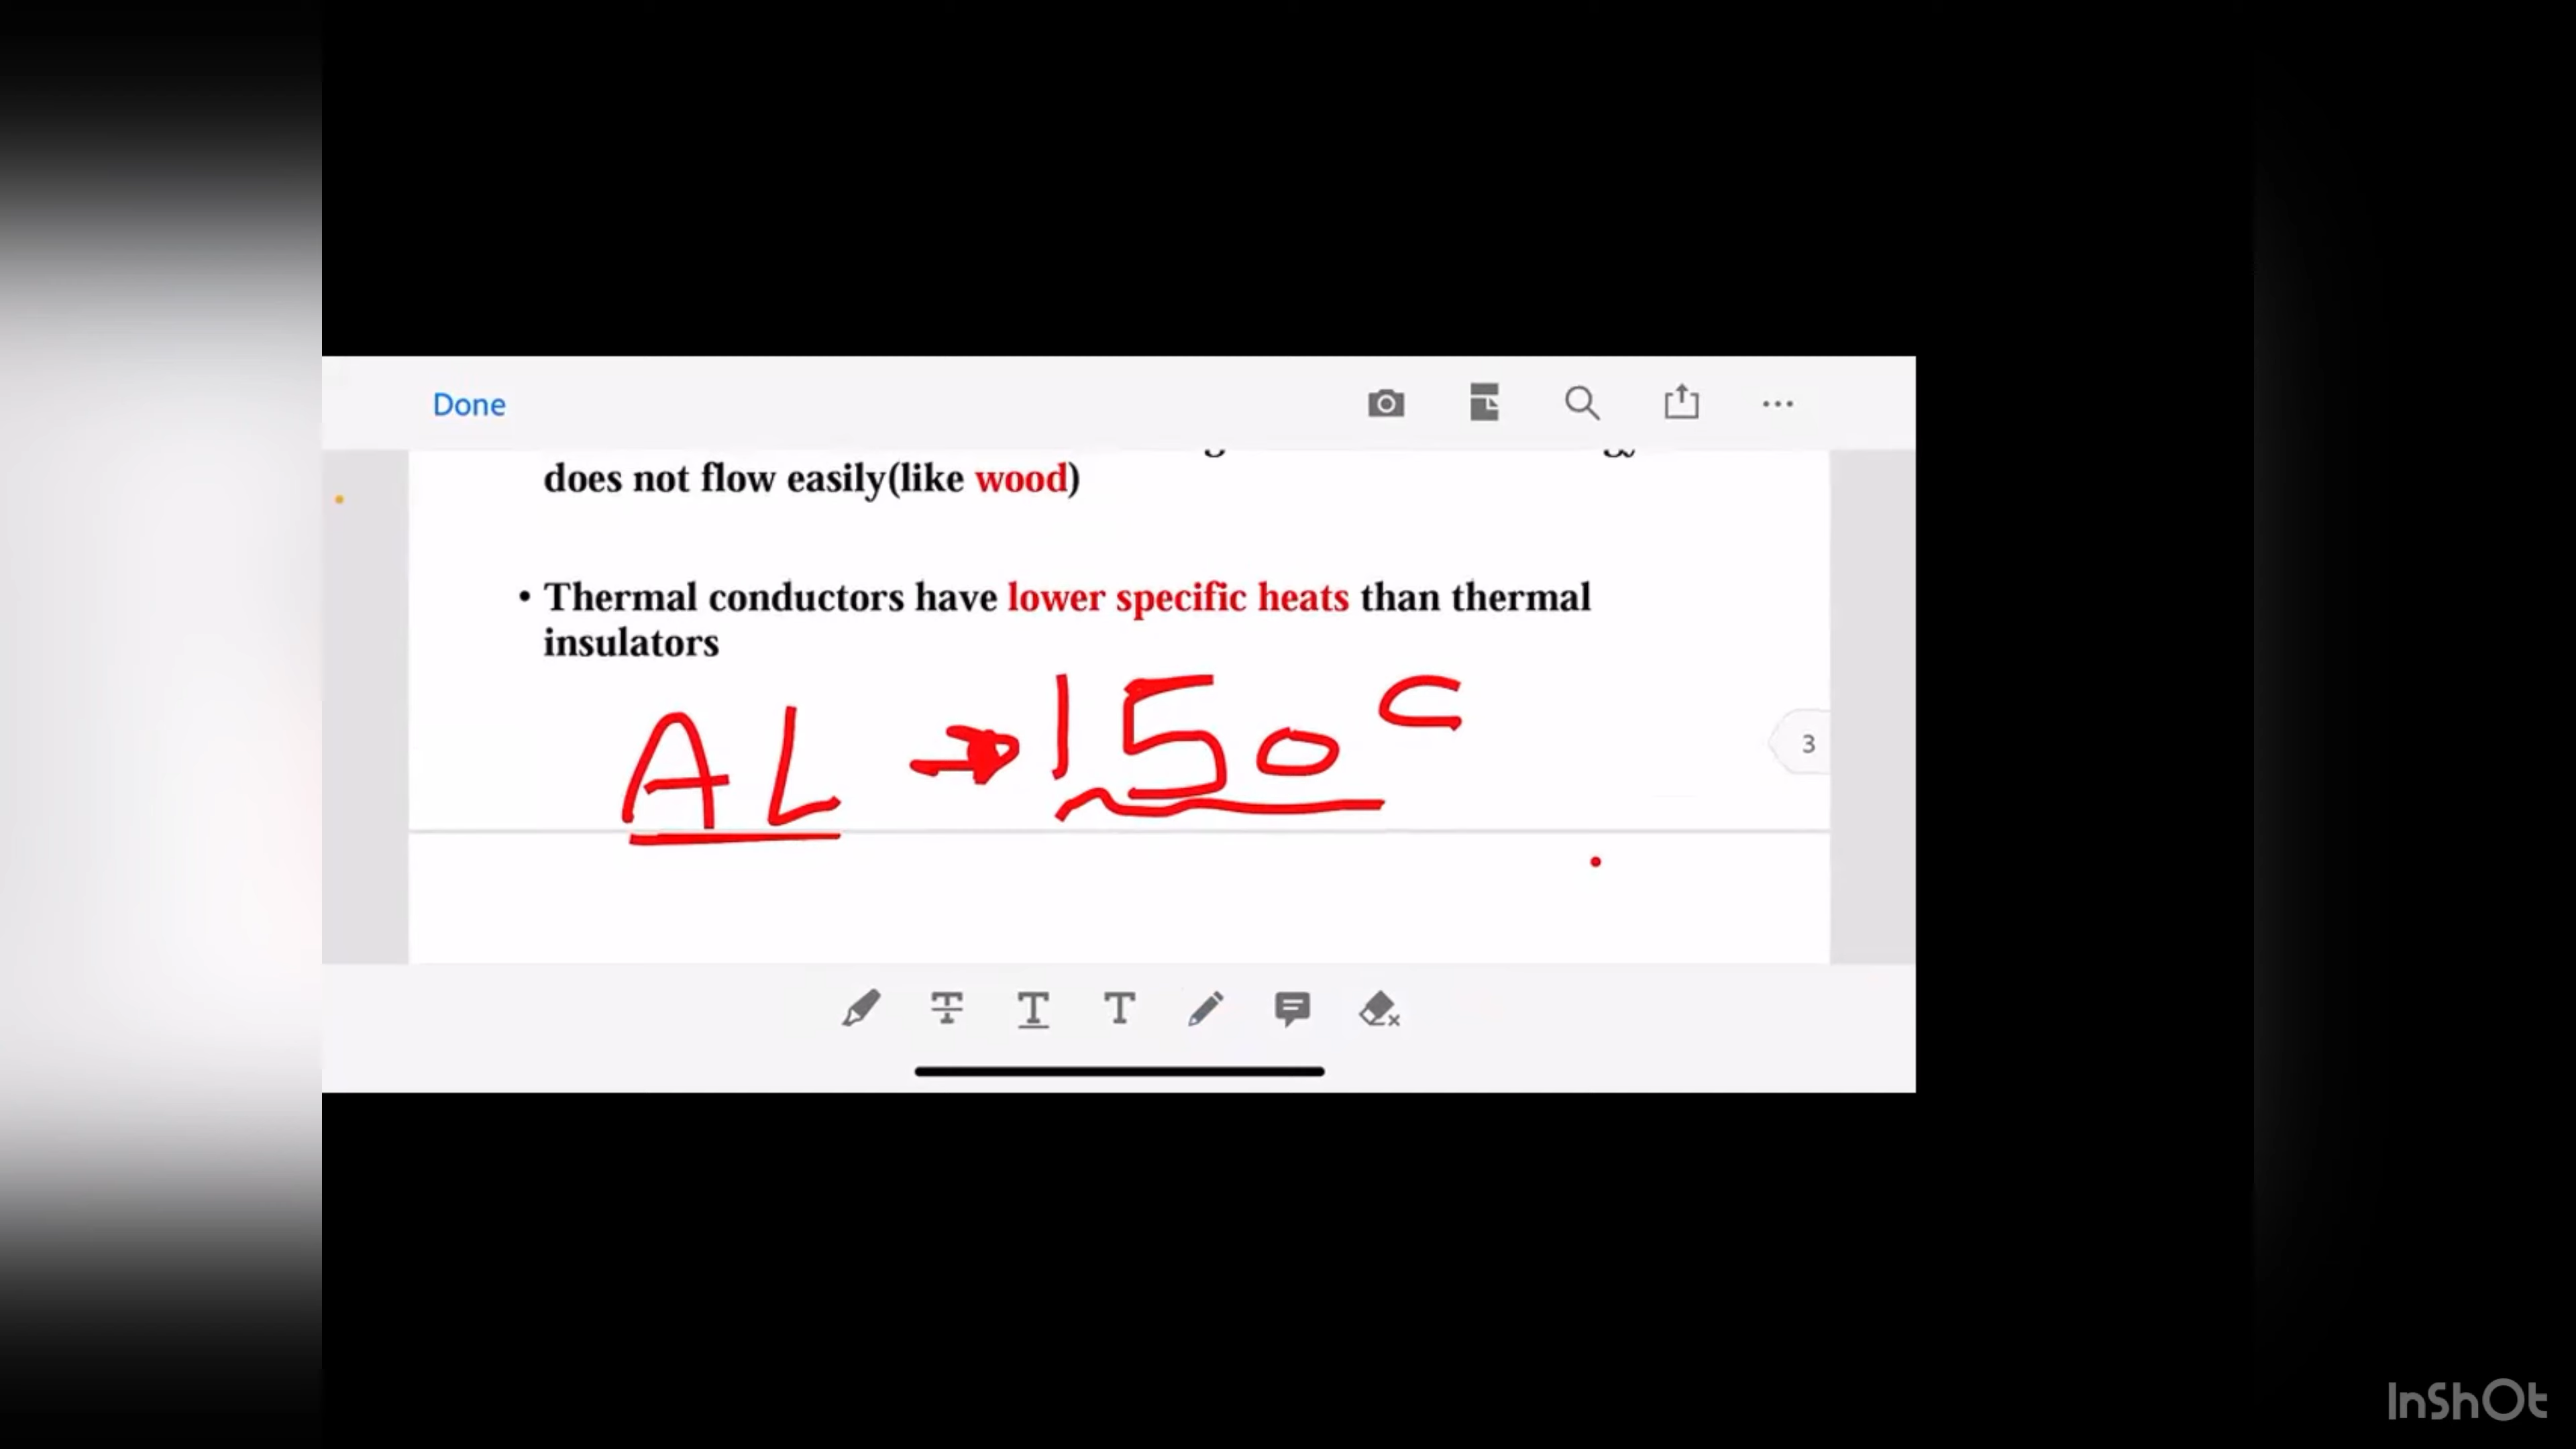 Done
does not flow easily(like wood)
• Thermal conductors have lower specific heats than thermal
insulators
AL → 150 c
3
InShOt